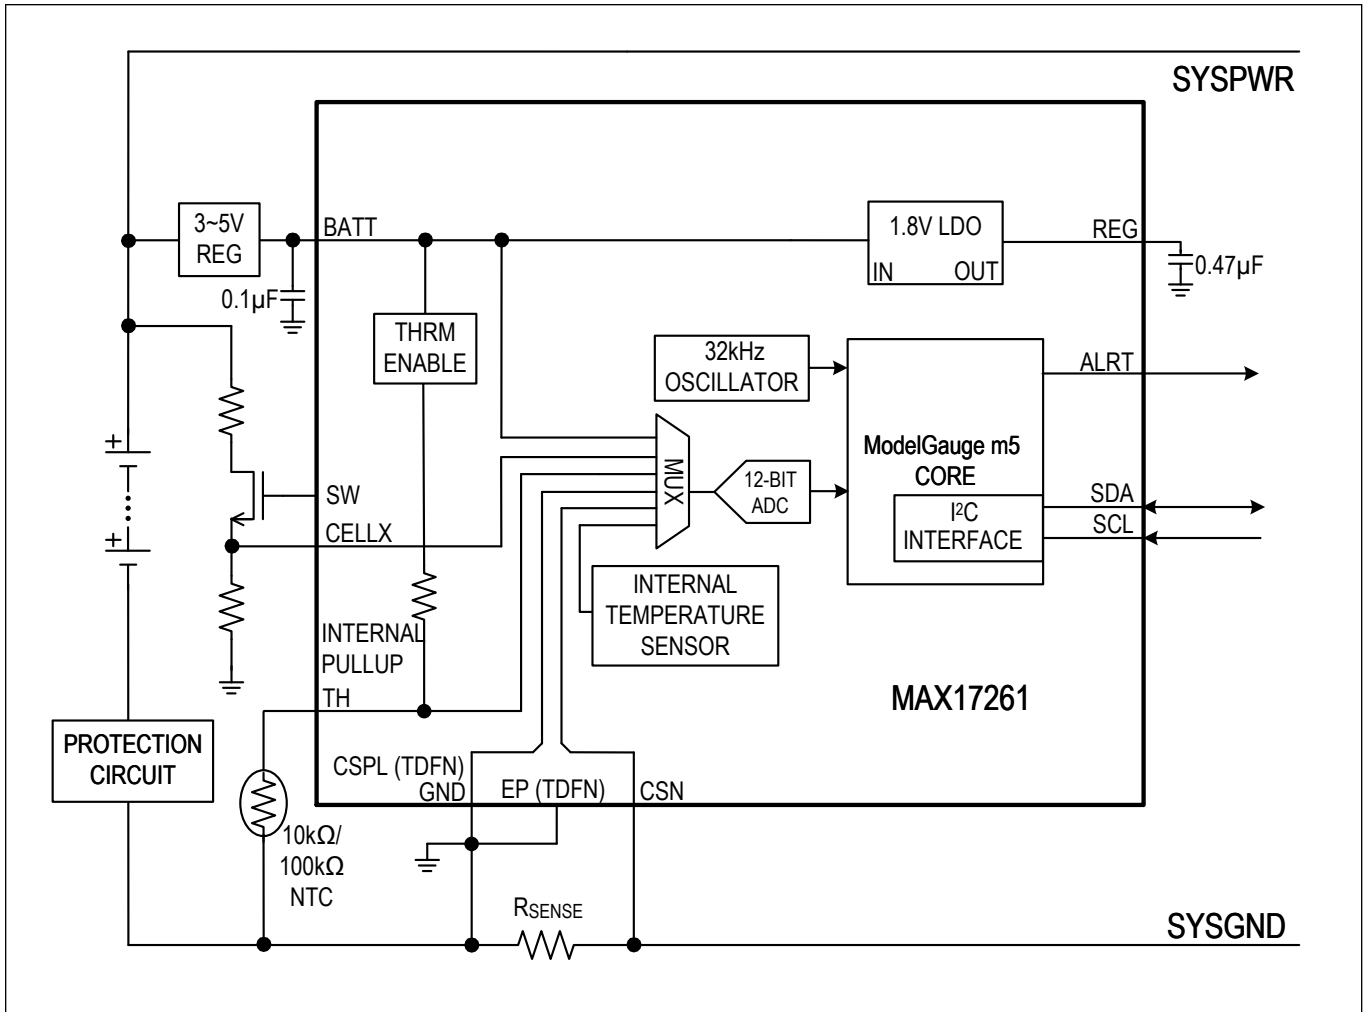 SYSPWR
3~5V
REG
BATT
1.8V LDO
IN OUT
REG
0.1µF
0.47µF
THRM
ENABLE
32kHz
OSCILLATOR
ALRT
+
MUX
12-BIT
ADC
ModelGauge m5
CORE
SW
SDA
I²C
INTERFACE
SCL
CELLX
+
INTERNAL
TEMPERATURE
SENSOR
INTERNAL
PULLUP
TH
MAX17261
PROTECTION
CIRCUIT
CSPL (TDFN)
GND
EP (TDFN)
CSN
10kΩ/
100kΩ
NTC
RSENSE
SYSGND